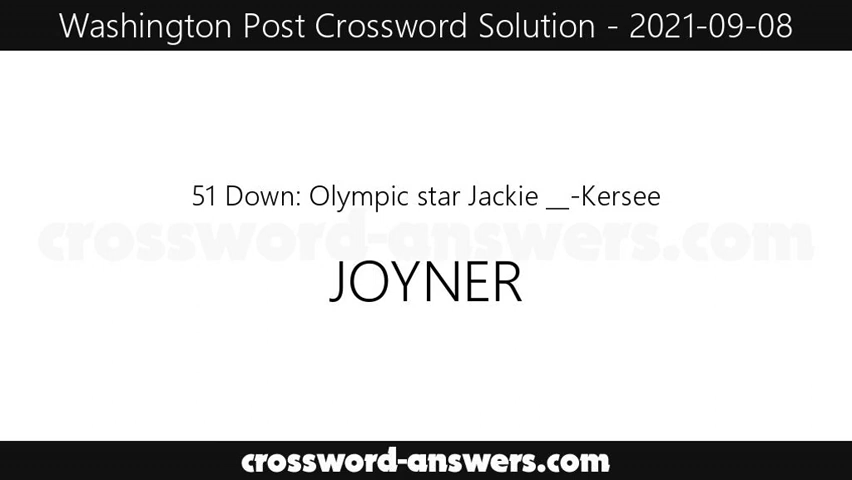 Washington Post Crossword Solution - 2021-09-08
51 Down: Olympic star Jackie __-Kersee
crossword-answers.com
JOYNER
crossword-answers.com